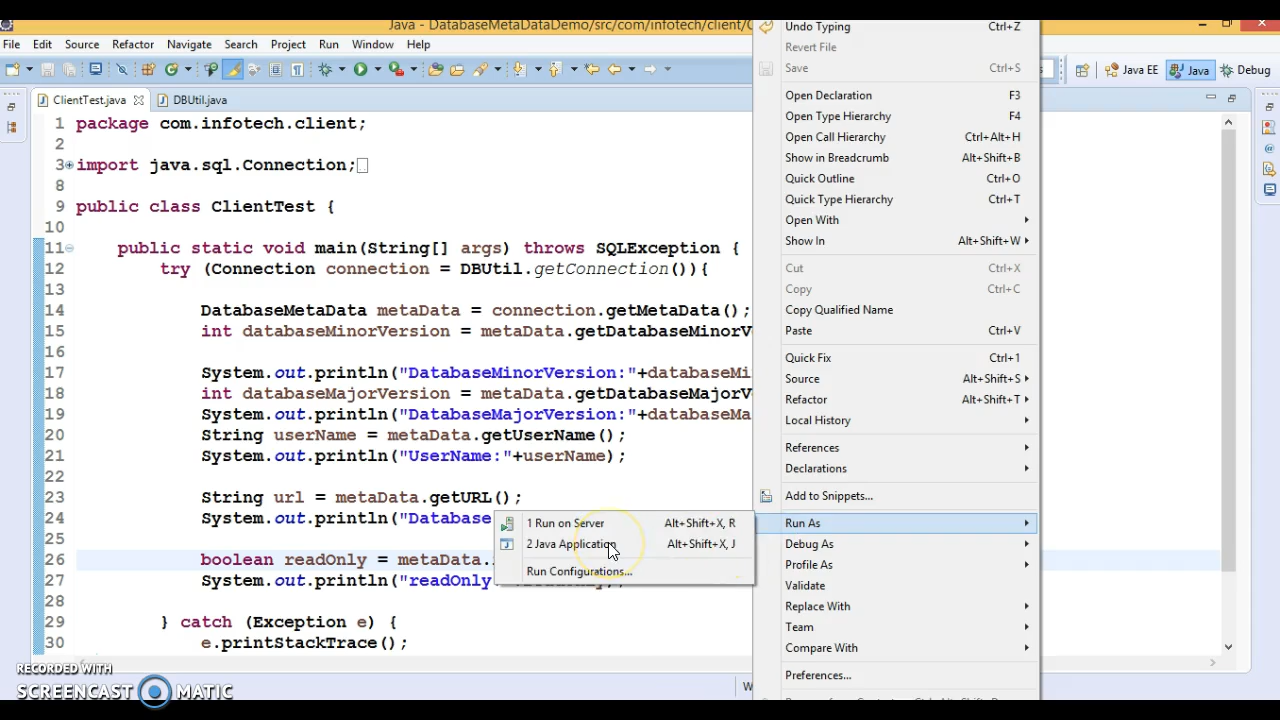 Java - DatabaseMetaDataDemo/src/com/infotech/client/C
File Edit Source Refactor Navigate Search Project Run Window Help
Java EE Java Debug
ClientTest.java DBUtil.java
1 package com.infotech.client;
2
3 import java.sql.Connection;
8
9 public class ClientTest {
10
11 public static void main(String[] args) throws SQLException {
12 try (Connection connection = DBUtil.getConnection()){
13
14 DatabaseMetaData metaData = connection.getMetaData();
15 int databaseMinorVersion = metaData.getDatabaseMinorV
16
17 System.out.println("DatabaseMinorVersion:"+databaseMi
18 int databaseMajorVersion = metaData.getDatabaseMajorV
19 System.out.println("DatabaseMajorVersion:"+databaseMa
20 String userName = metaData.getUserName();
21 System.out.println("UserName:"+userName);
22
23 String url = metaData.getURL();
24 System.out.println("Database
25
26 boolean readOnly = metaData.
27 System.out.println("readOnly
28
29 } catch (Exception e) {
30 e.printStackTrace();
Undo Typing Ctrl+Z
Revert File
Save Ctrl+S
Open Declaration F3
Open Type Hierarchy F4
Open Call Hierarchy Ctrl+Alt+H
Show in Breadcrumb Alt+Shift+B
Quick Outline Ctrl+O
Quick Type Hierarchy Ctrl+T
Open With
Show In Alt+Shift+W
Cut Ctrl+X
Copy Ctrl+C
Copy Qualified Name
Paste Ctrl+V
Quick Fix Ctrl+1
Source Alt+Shift+S
Refactor Alt+Shift+T
Local History
References
Declarations
Add to Snippets...
Run As
Debug As
Profile As
Validate
Replace With
Team
Compare With
Preferences...
1 Run on Server Alt+Shift+X, R
2 Java Application Alt+Shift+X, J
Run Configurations...
RECORDED WITH
SCREENCAST MATIC